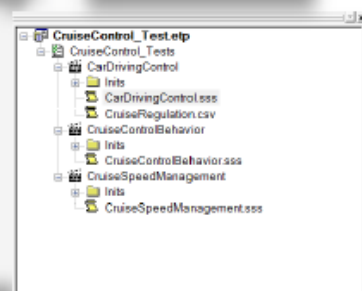 CruiseControl_Test.etp
CruiseControl_Tests
CarDrivingControl
Inits
CarDrivingControl.sss
CruiseRegulation.csv
CruiseControlBehavior
Inits
CruiseControlBehavior.sss
CruiseSpeedManagement
Inits
CruiseSpeedManagement.sss